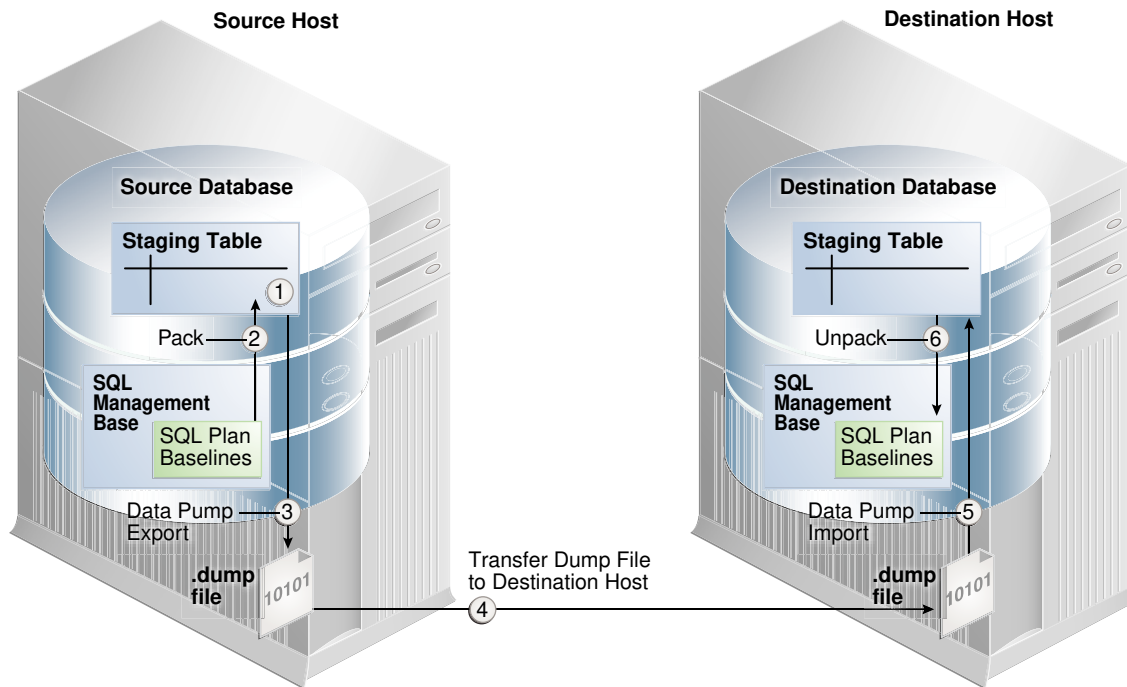 Source Host
Source Database
Staging Table
1
Pack
2
SQL
Management
Base
SQL Plan
Baselines
Data Pump
Export
3
.dump
file
10101
Transfer Dump File
to Destination Host
4
Destination Host
Destination Database
Staging Table
Unpack
6
SQL
Management
Base
SQL Plan
Baselines
Data Pump
Import
5
.dump
file
10101